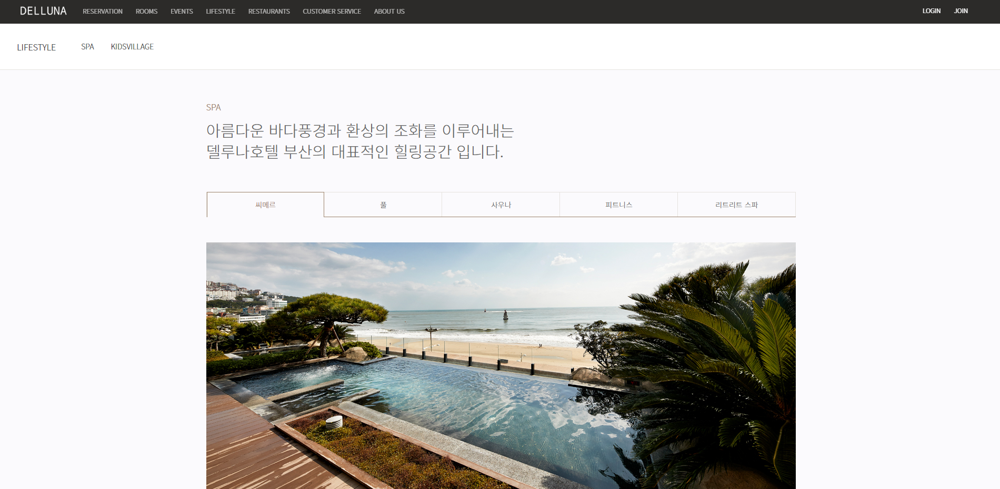 DELLUNA RESERVATION ROOMS EVENTS LIFESTYLE RESTAURANTS CUSTOMER SERVICE ABOUT US LOGIN JOIN
LIFESTYLE SPA KIDSVILLAGE
SPA
아름다운 바다풍경과 환상의 조화를 이루어내는
델루나호텔 부산의 대표적인 힐링공간 입니다.
씨메르 풀 사우나 피트니스 리트리트 스파